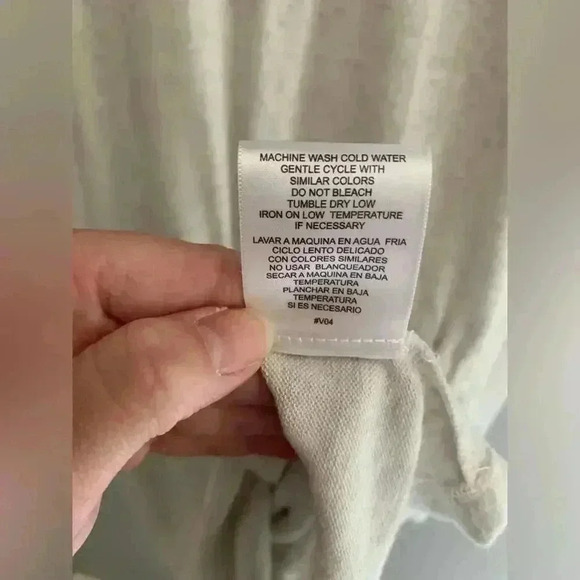 MACHINE WASH COLD WATER
GENTLE CYCLE WITH
SIMILAR COLORS
DO NOT BLEACH
TUMBLE DRY LOW
IRON ON LOW TEMPERATURE
IF NECESSARY
LAVAR A MAQUINA EN AGUA FRIA
CICLO LENTO DELICADO
CON COLORES SIMILARES
NO USAR BLANQUEADOR
SECAR A MAQUINA EN BAJA
TEMPERATURA
PLANCHAR EN BAJA
TEMPERATURA
SI ES NECESARIO
#V04